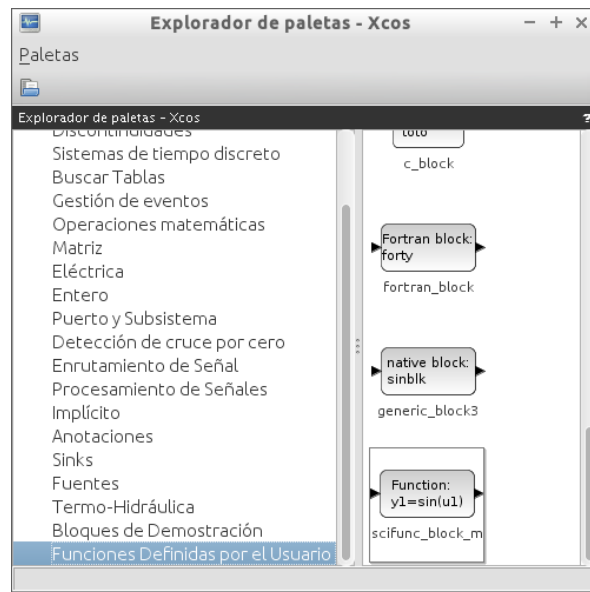 Explorador de paletas - Xcos
Paletas
Explorador de paletas - Xcos
?
Discontinuidades
Sistemas de tiempo discreto
Buscar Tablas
Gestión de eventos
Operaciones matemáticas
Matriz
Eléctrica
Entero
Puerto y Subsistema
Detección de cruce por cero
Enrutamiento de Señal
Procesamiento de Señales
Implícito
Anotaciones
Sinks
Fuentes
Termo-Hidráulica
Bloques de Demostración
Funciones Definidas por el Usuario
toto
c_block
Fortran block:
forty
fortran_block
native block:
sinblk
generic_block3
Function:
y1=sin(u1)
scifunc_block_m